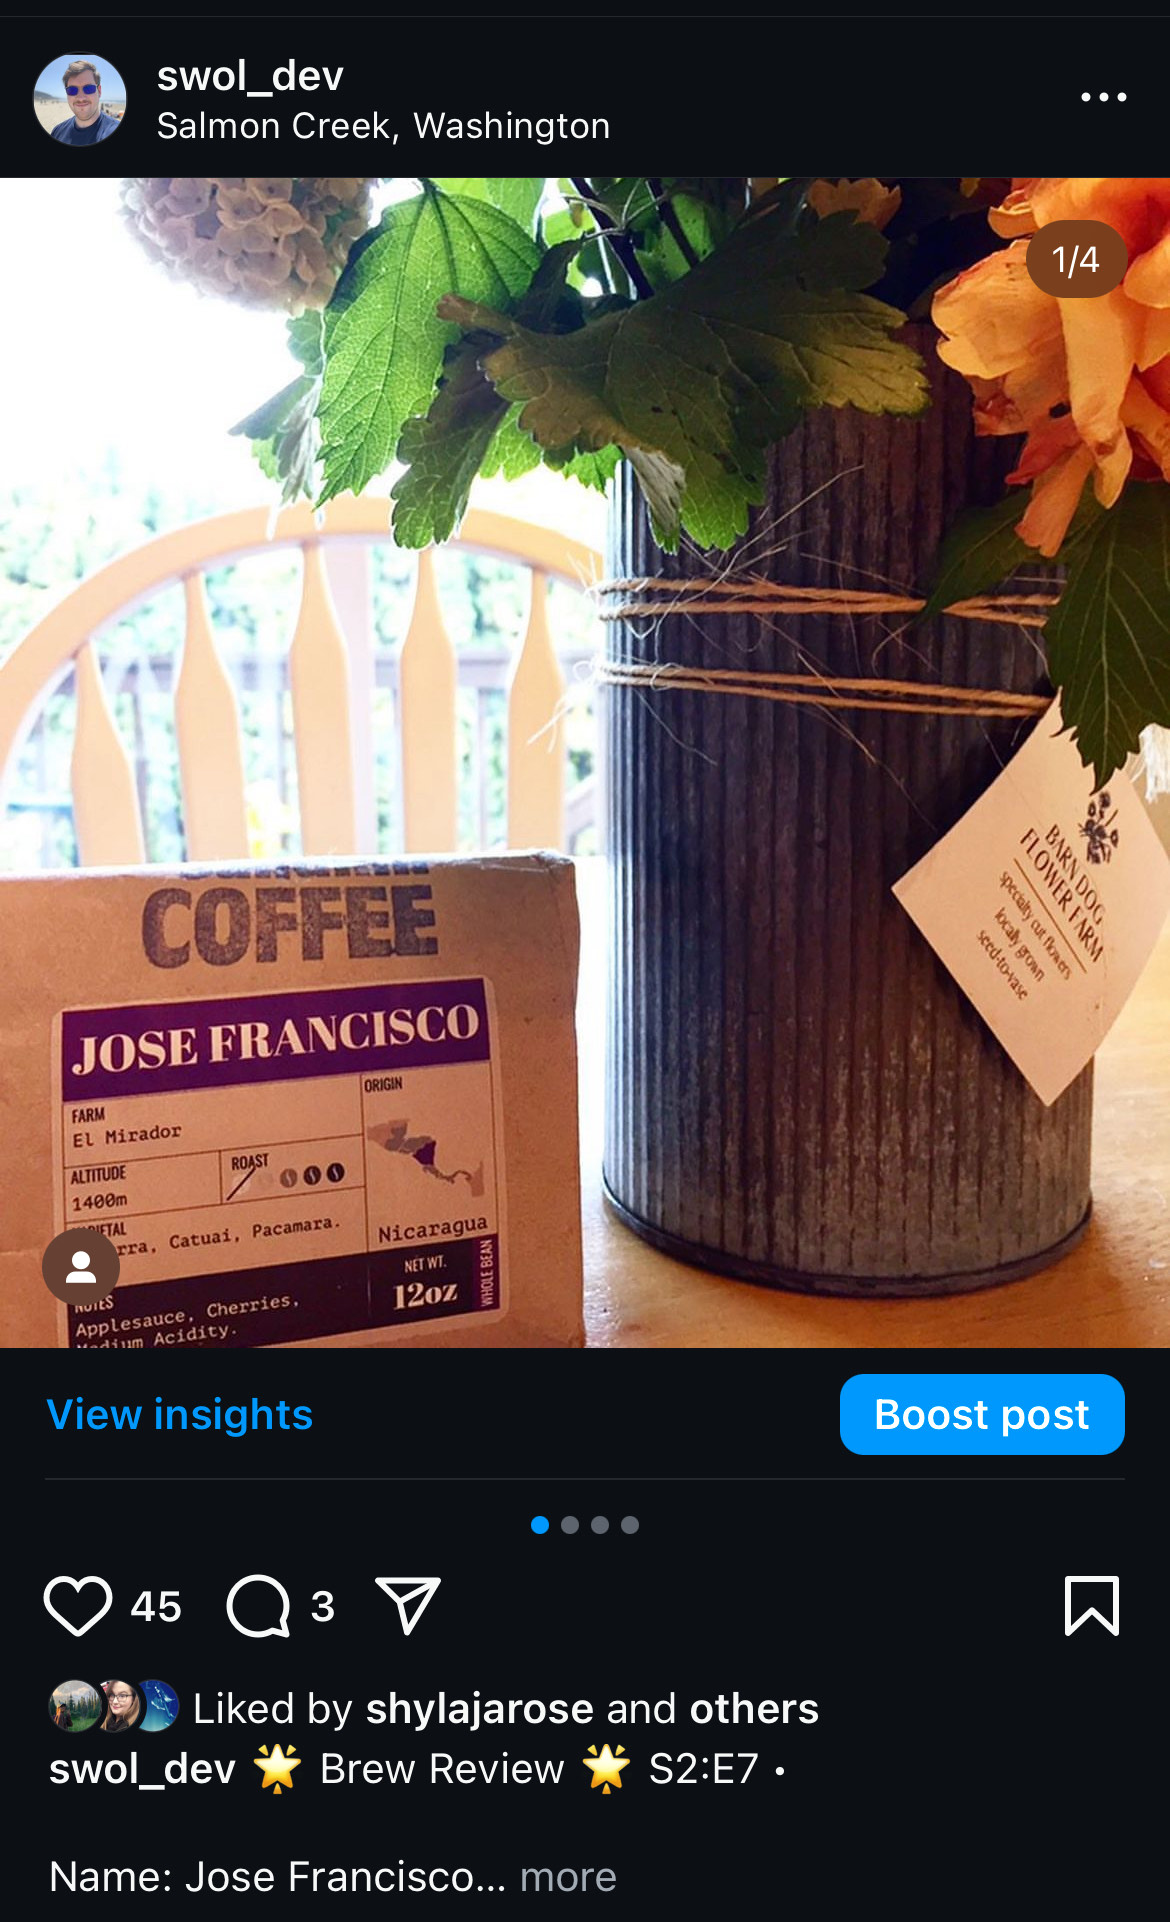 swol_dev
Salmon Creek, Washington
1/4
COFFEE
JOSE FRANCISCO
FARM
El Mirador
ORIGIN
ALTITUDE
1400m
ROAST
Catuai, Pacamara.
Nicaragua
NET WT.
12oz
WHOLE BEAN
NOTES
Applesauce, Cherries,
Medium Acidity.
BARN DOG
FLOWER FARM
specialty cut flowers
locally grown
seed-to-vase
View insights
Boost post
45
3
Liked by shylajarose and others
swol_dev 🌟 Brew Review 🌟 S2:E7 •
Name: Jose Francisco... more